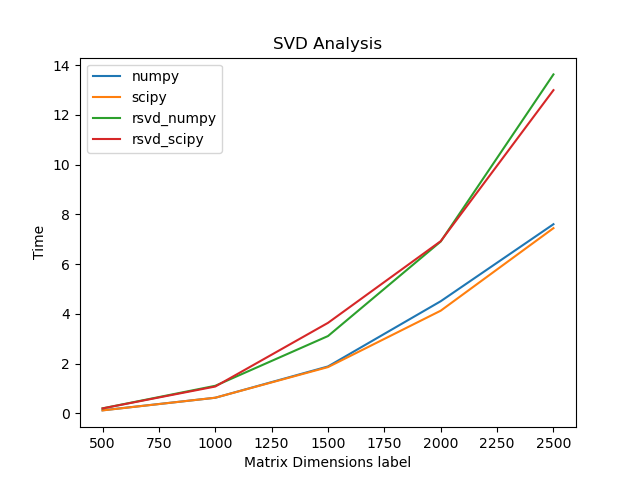 SVD Analysis
numpy
scipy
rsvd_numpy
rsvd_scipy
Time
14
12
10
8
6
4
2
0
500 750 1000 1250 1500 1750 2000 2250 2500
Matrix Dimensions label